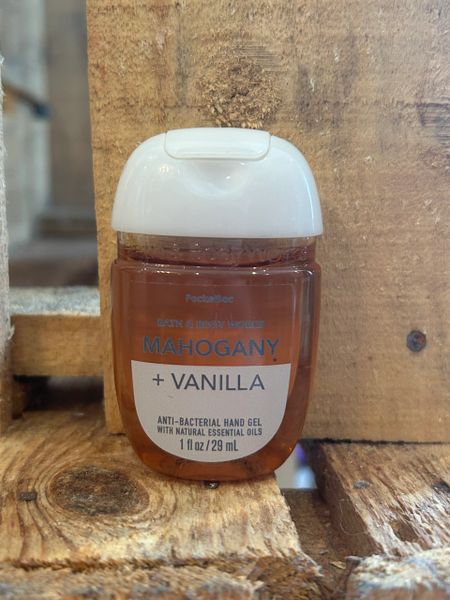 PocketBac
BATH & BODY WORKS
MAHOGANY
+ VANILLA
ANTI-BACTERIAL HAND GEL
WITH NATURAL ESSENTIAL OILS
1 fl oz / 29 mL